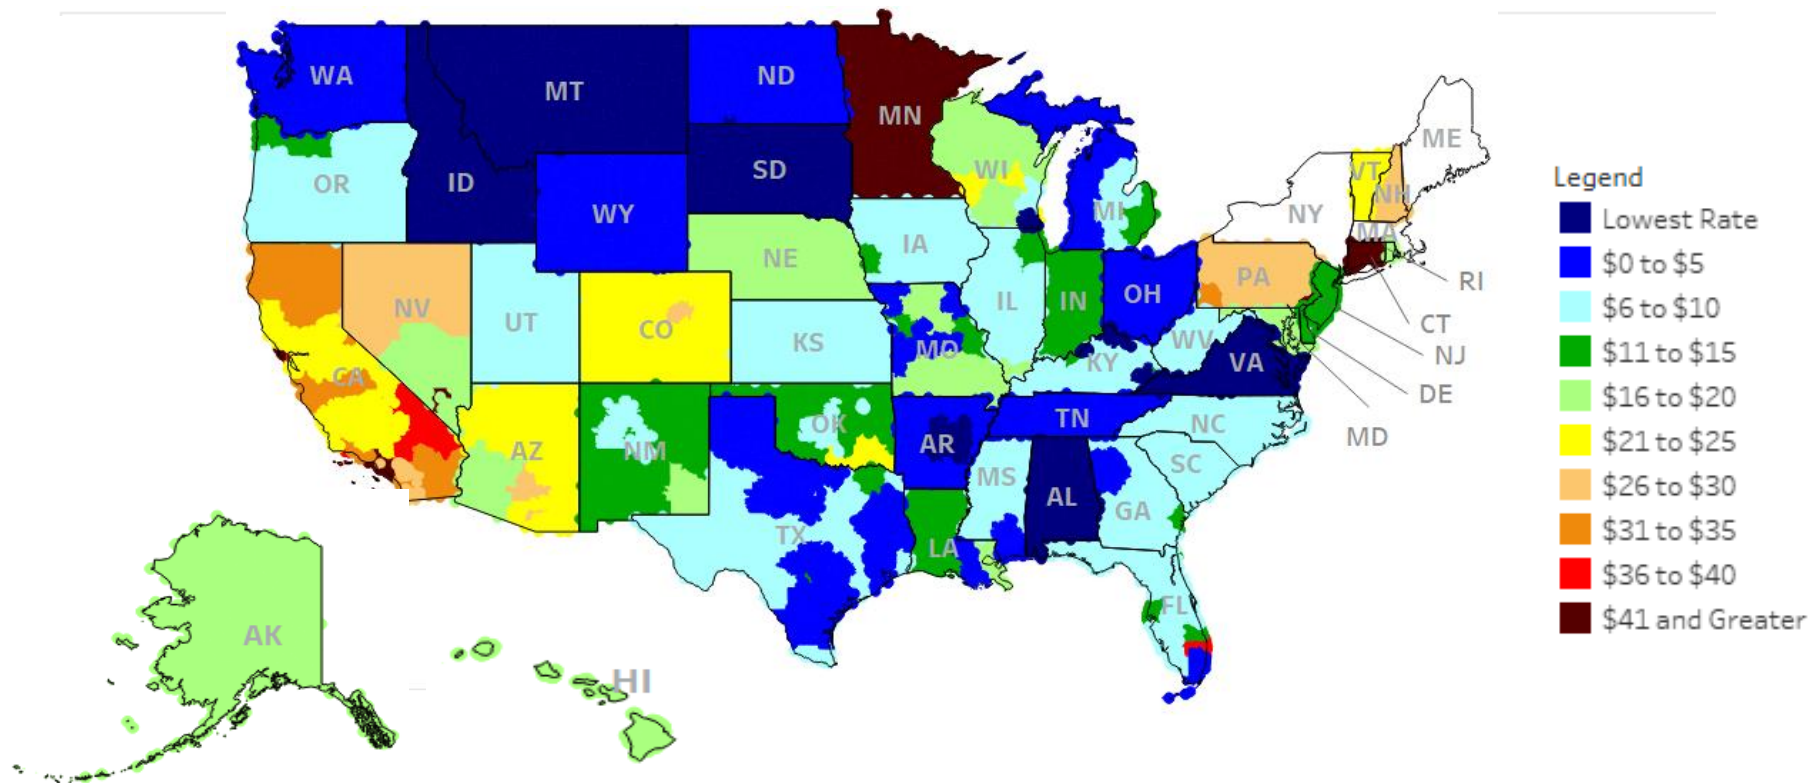 WA
MT
ND
MN
ME
OR
ID
SD
WI
VT
NH
WY
MI
NY
MA
IA
NE
PA
RI
NV
UT
CO
IL
IN
OH
CT
KS
MO
WV
NJ
CA
KY
VA
DE
AZ
NM
OK
AR
TN
NC
MD
MS
AL
SC
GA
TX
LA
FL
AK
HI
Legend
Lowest Rate
$0 to $5
$6 to $10
$11 to $15
$16 to $20
$21 to $25
$26 to $30
$31 to $35
$36 to $40
$41 and Greater